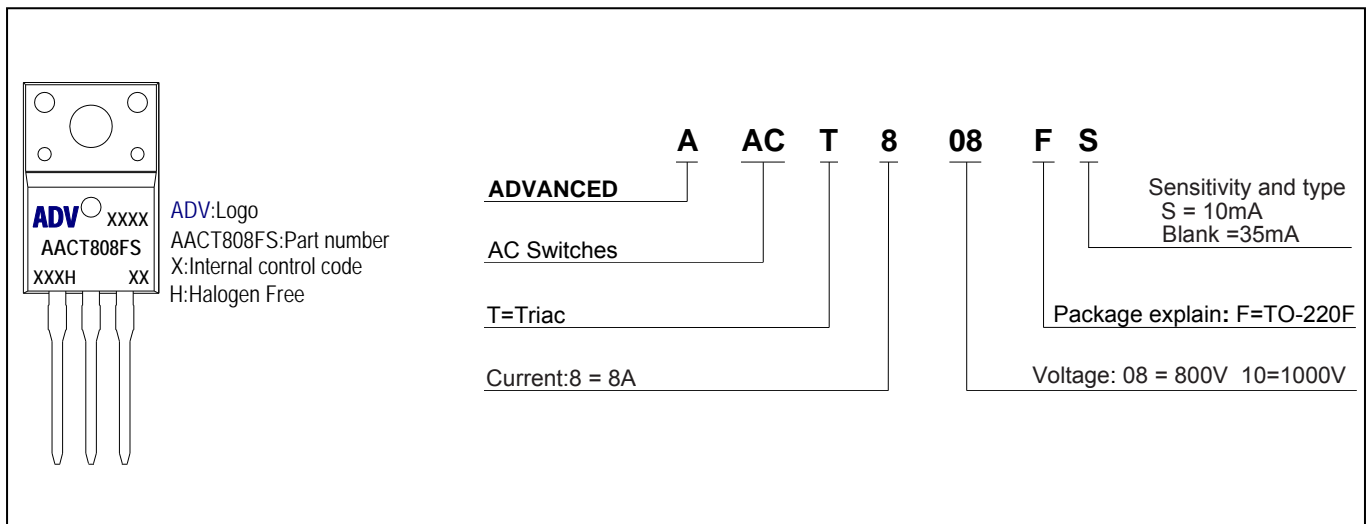 ADV XXXX
AACT808FS
XXXH XX
ADV:Logo
AACT808FS:Part number
X:Internal control code
H:Halogen Free
A AC T 8 08 F S
ADVANCED
AC Switches
T=Triac
Current:8 = 8A
Sensitivity and type
S = 10mA
Blank =35mA
Package explain: F=TO-220F
Voltage: 08 = 800V 10=1000V